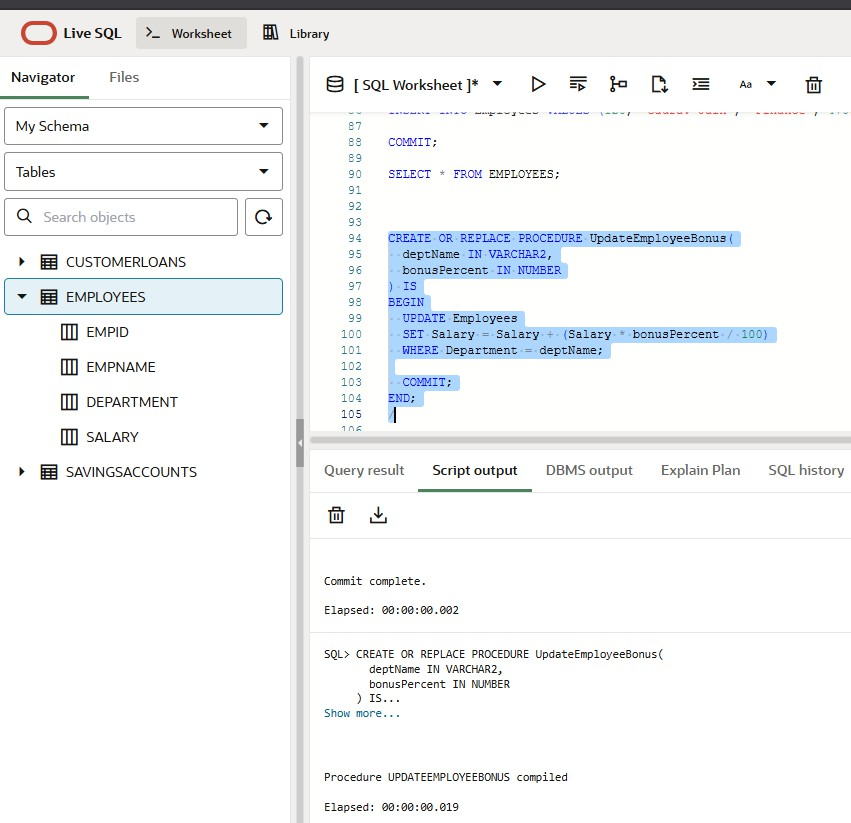 Live SQL
Worksheet
Library
Navigator
Files
My Schema
Tables
Search objects
CUSTOMERLOANS
EMPLOYEES
EMPID
EMPNAME
DEPARTMENT
SALARY
SAVINGSACCOUNTS
[ SQL Worksheet ]*
Aa
87
88 COMMIT;
89
90 SELECT * FROM EMPLOYEES;
91
92
93
94 CREATE OR REPLACE PROCEDURE UpdateEmployeeBonus(
95 deptName IN VARCHAR2,
96 bonusPercent IN NUMBER
97 ) IS
98 BEGIN
99 UPDATE Employees
100 SET Salary = Salary + (Salary * bonusPercent / 100)
101 WHERE Department = deptName;
102
103 COMMIT;
104 END;
105 /
106
Query result
Script output
DBMS output
Explain Plan
SQL history
Commit complete.
Elapsed: 00:00:00.002
SQL> CREATE OR REPLACE PROCEDURE UpdateEmployeeBonus(
deptName IN VARCHAR2,
bonusPercent IN NUMBER
) IS...
Show more...
Procedure UPDATEEMPLOYEEBONUS compiled
Elapsed: 00:00:00.019